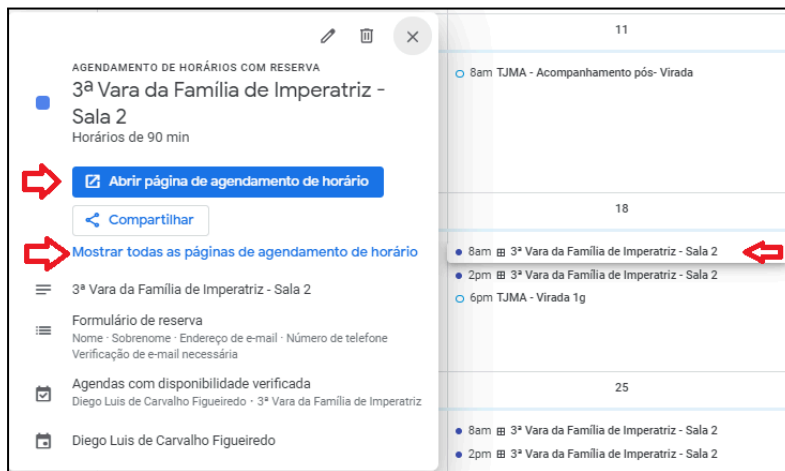 AGENDAMENTO DE HORÁRIOS COM RESERVA
3ª Vara da Família de Imperatriz -
Sala 2
Horários de 90 min
Abrir página de agendamento de horário
Compartilhar
Mostrar todas as páginas de agendamento de horário
3ª Vara da Família de Imperatriz - Sala 2
Formulário de reserva
Nome · Sobrenome · Endereço de e-mail · Número de telefone
Verificação de e-mail necessária
Agendas com disponibilidade verificada
Diego Luis de Carvalho Figueiredo · 3ª Vara da Família de Imperatriz
Diego Luis de Carvalho Figueiredo
11
8am TJMA - Acompanhamento pós- Virada
18
8am 3ª Vara da Família de Imperatriz - Sala 2
2pm 3ª Vara da Família de Imperatriz - Sala 2
6pm TJMA - Virada 1g
25
8am 3ª Vara da Família de Imperatriz - Sala 2
2pm 3ª Vara da Família de Imperatriz - Sala 2